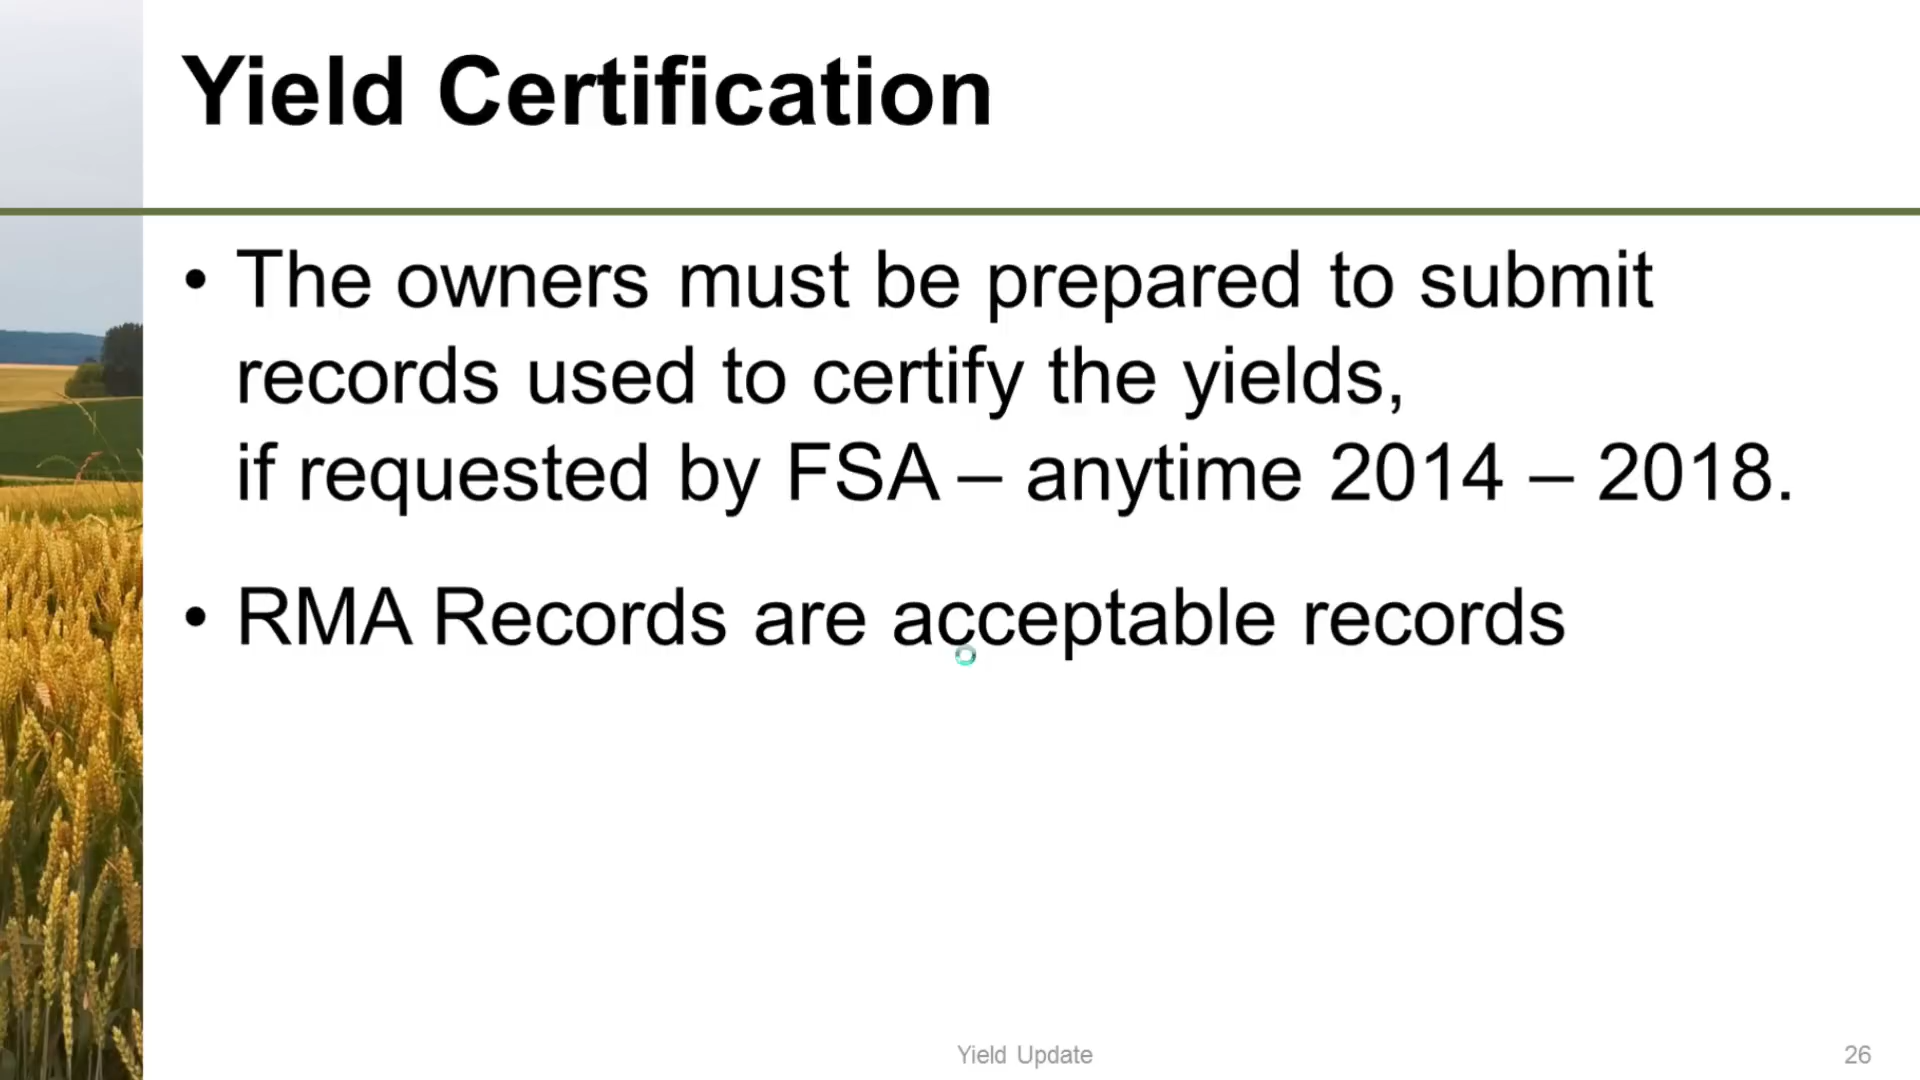 Yield Certification
• The owners must be prepared to submit
records used to certify the yields,
if requested by FSA – anytime 2014 – 2018.
• RMA Records are acceptable records
Yield Update
26